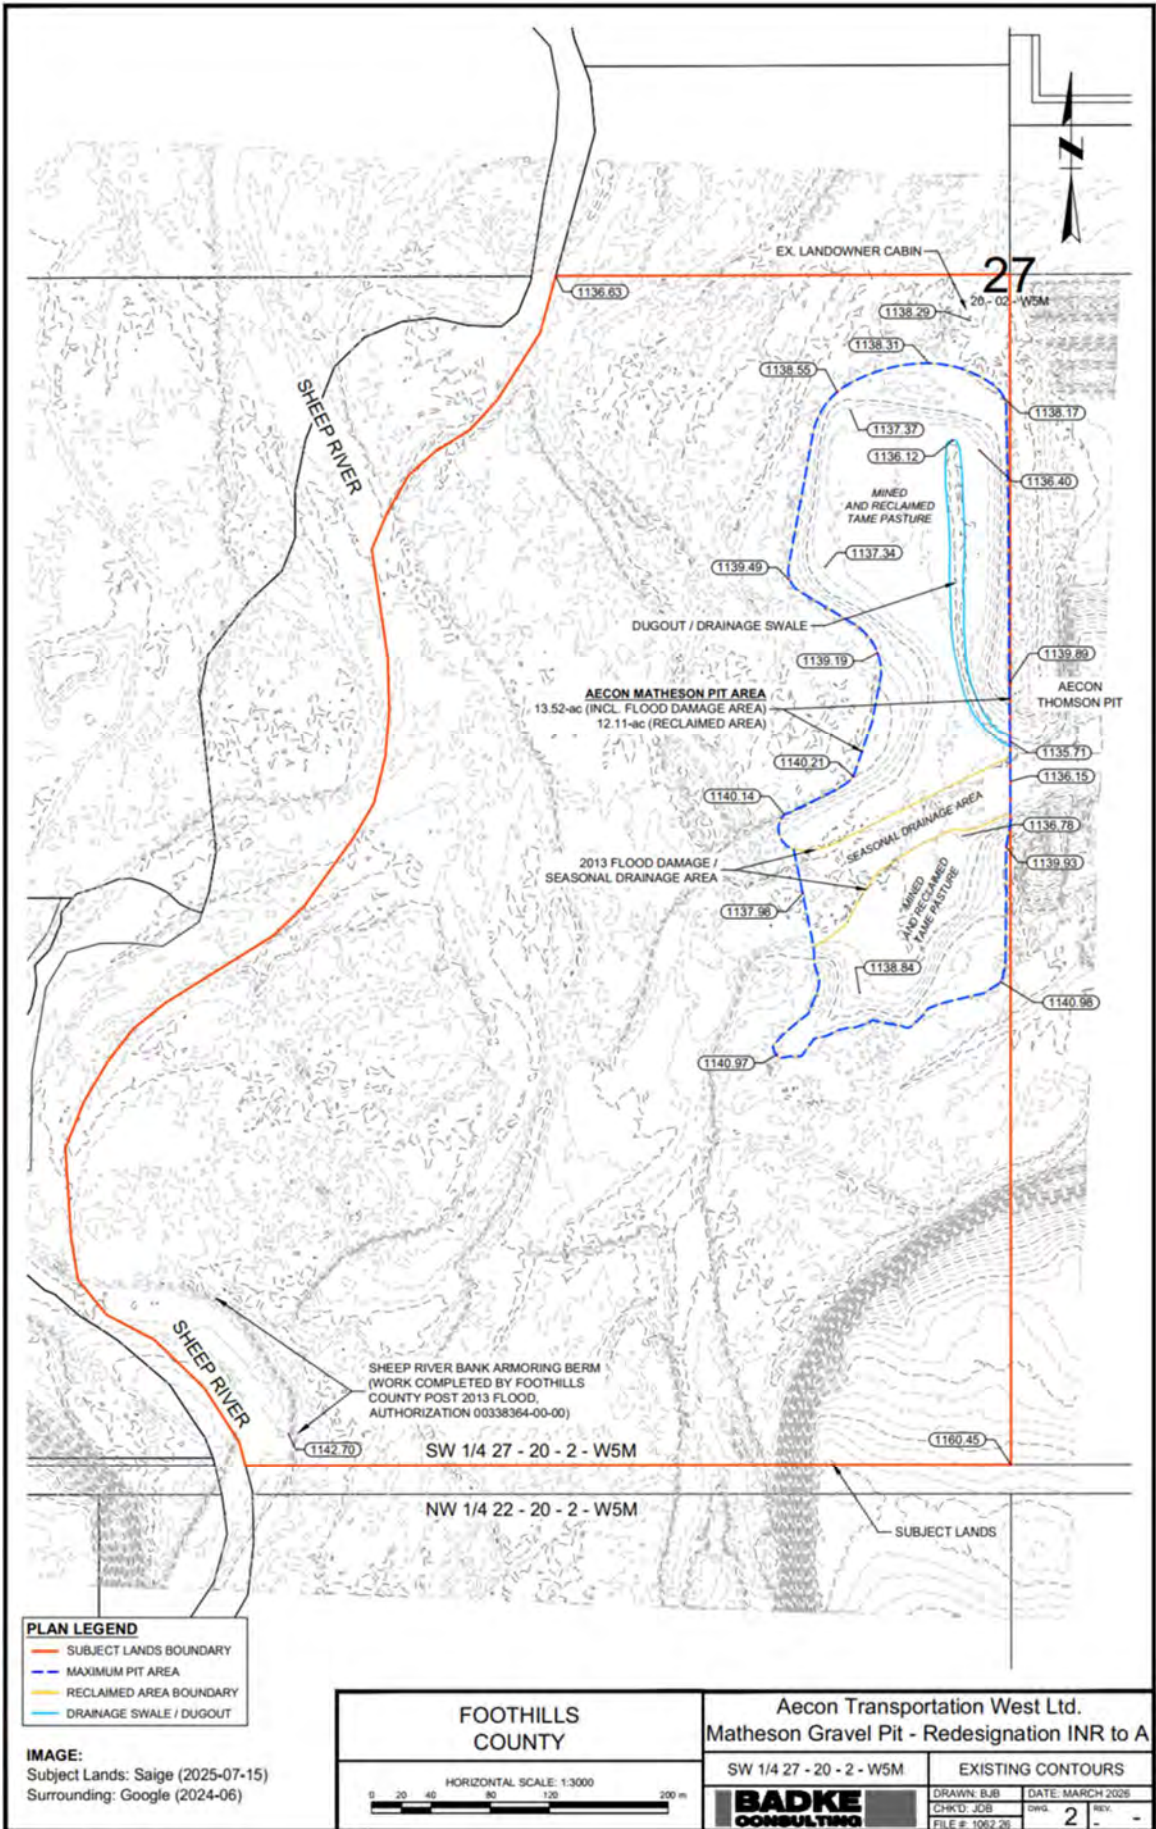 N
EX. LANDOWNER CABIN
27
20 - 02 - W5M
1136.63
1138.29
1138.31
1138.55
1138.17
1137.37
1136.12
1136.40
MINED
AND RECLAIMED
TAME PASTURE
SHEEP RIVER
1137.34
1139.49
DUGOUT / DRAINAGE SWALE
1139.19
1139.89
AECON
THOMSON PIT
AECON MATHESON PIT AREA
13.52-ac (INCL. FLOOD DAMAGE AREA)
12.11-ac (RECLAIMED AREA)
1135.71
1140.21
1136.15
1140.14
SEASONAL DRAINAGE AREA
1136.78
2013 FLOOD DAMAGE /
SEASONAL DRAINAGE AREA
1139.93
MINED
AND RECLAIMED
TAME PASTURE
1137.98
1138.84
1140.98
1140.97
SHEEP RIVER
SHEEP RIVER BANK ARMORING BERM
(WORK COMPLETED BY FOOTHILLS
COUNTY POST 2013 FLOOD,
AUTHORIZATION 00338364-00-00)
1142.70
SW 1/4 27 - 20 - 2 - W5M
1160.45
NW 1/4 22 - 20 - 2 - W5M
SUBJECT LANDS
PLAN LEGEND
SUBJECT LANDS BOUNDARY
MAXIMUM PIT AREA
RECLAIMED AREA BOUNDARY
DRAINAGE SWALE / DUGOUT
IMAGE:
Subject Lands: Saige (2025-07-15)
Surrounding: Google (2024-06)
FOOTHILLS
COUNTY
HORIZONTAL SCALE: 1:3000
0 20 40 60 80 120 200 m
Aecon Transportation West Ltd.
Matheson Gravel Pit - Redesignation INR to A
SW 1/4 27 - 20 - 2 - W5M
EXISTING CONTOURS
BADKE
CONSULTING
DRAWN: BJB
DATE: MARCH 2026
CHK'D: JDB
FILE #: 1062.26
DWG. 2
REV. -
-